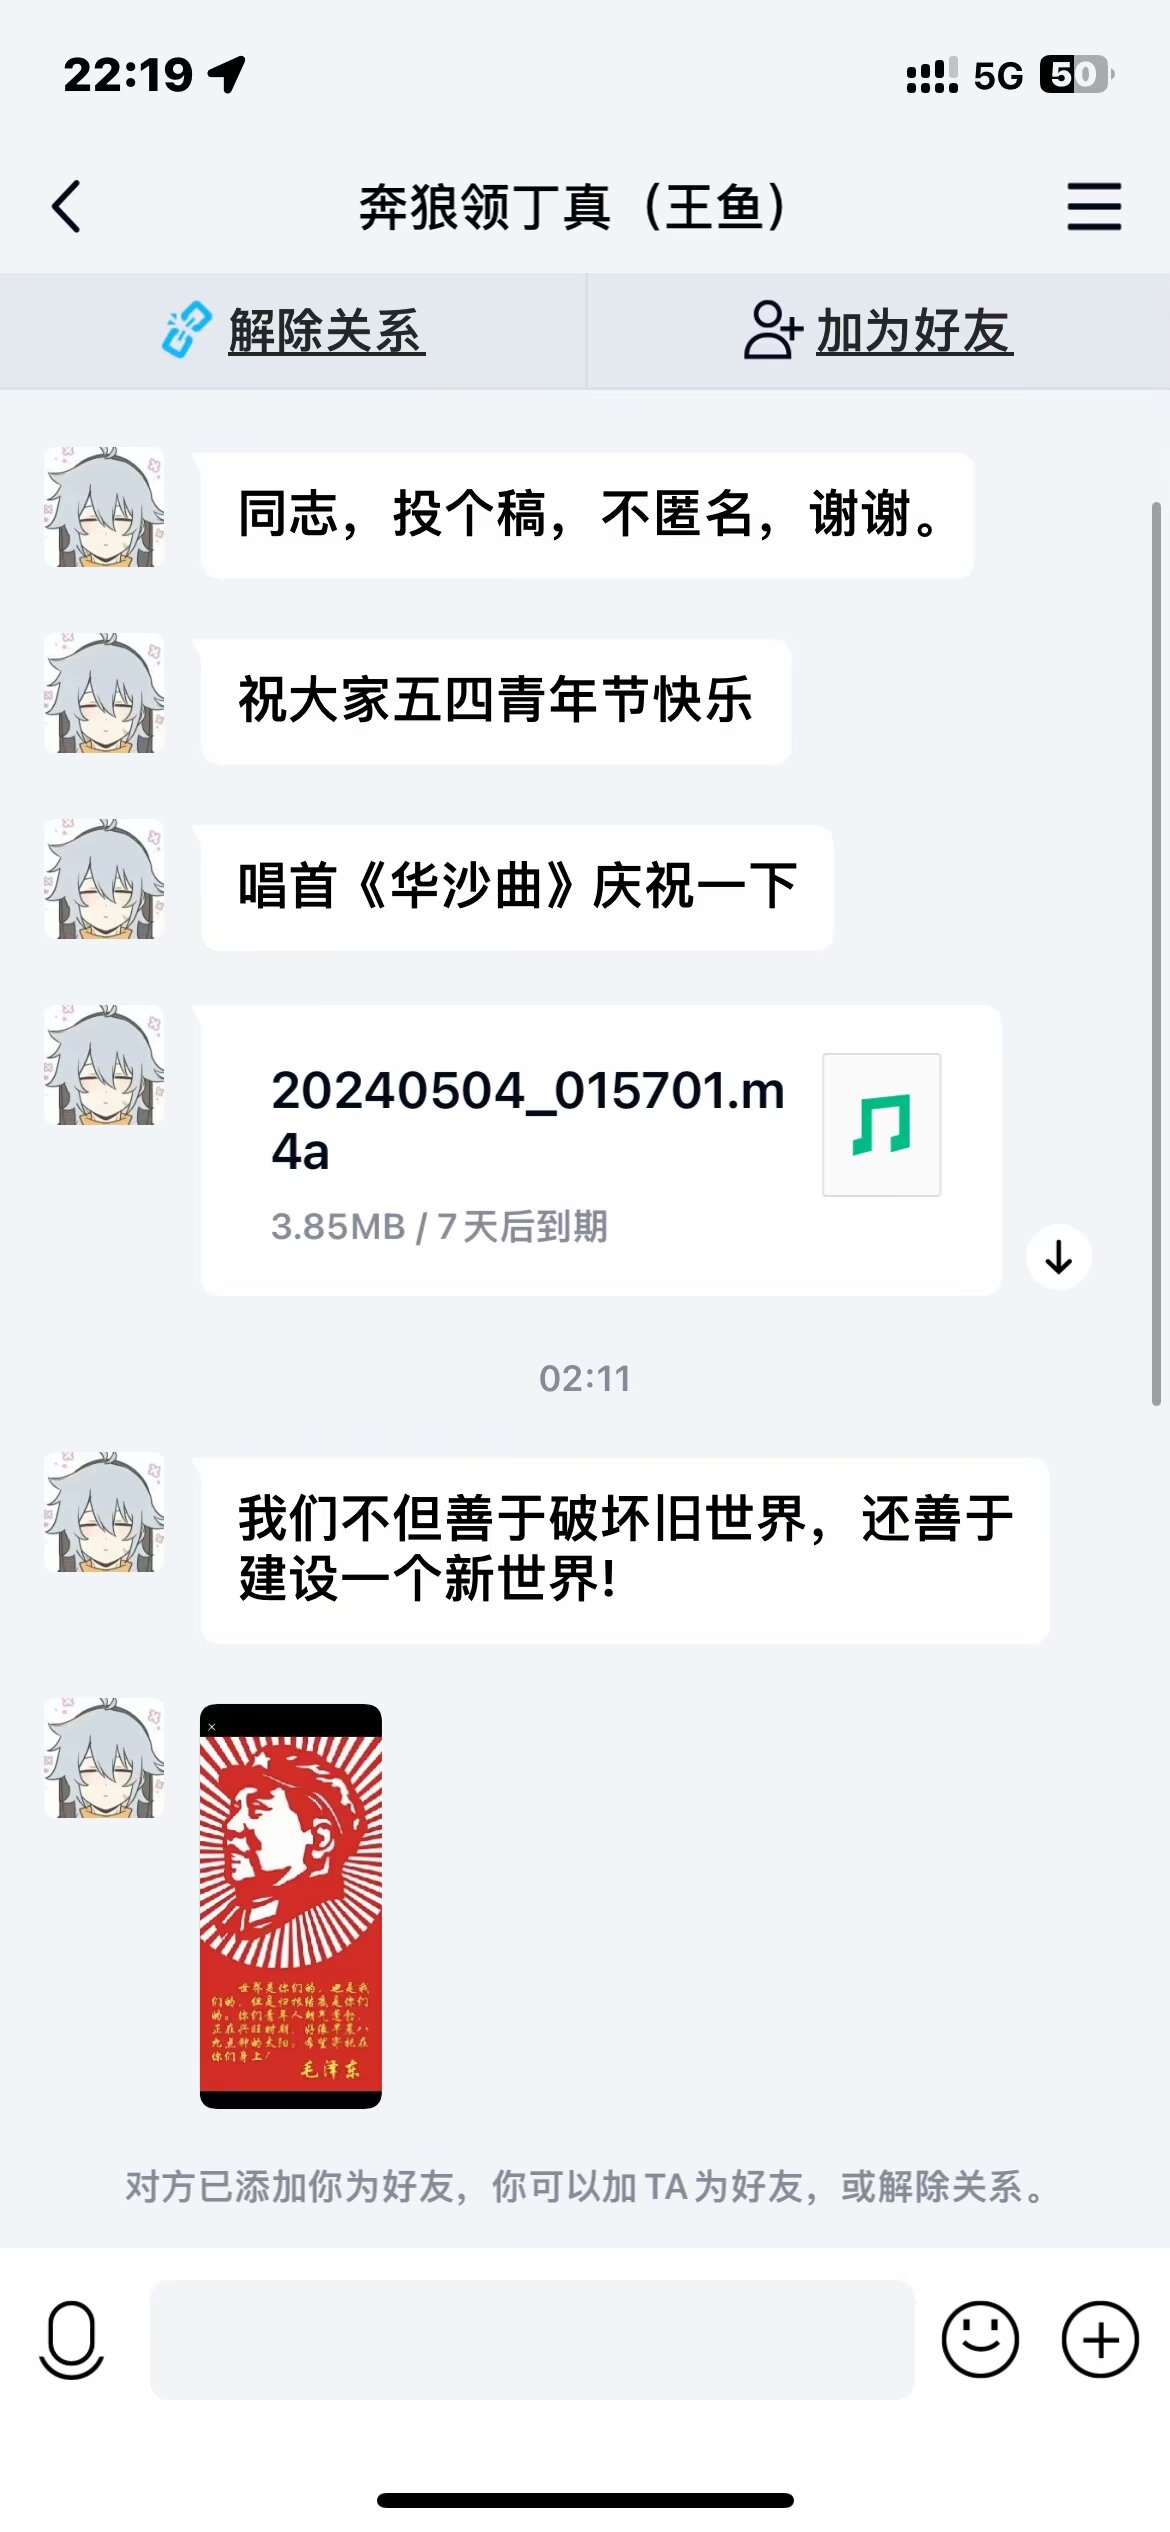 22:19
5G
50
奔狼领丁真（王鱼）
解除关系
加为好友
同志，投个稿，不匿名，谢谢。
祝大家五四青年节快乐
唱首《华沙曲》庆祝一下
20240504_015701.m
4a
3.85MB / 7 天后到期
02:11
我们不但善于破坏旧世界，还善于
建设一个新世界！
世界是你们的，也是我
们的，但是归根结底是你们
的。你们青年人朝气蓬勃，
正在兴旺时期，好像早晨八
九点钟的太阳。希望寄托在
你们身上！
毛泽东
对方已添加你为好友，你可以加 TA 为好友，或解除关系。